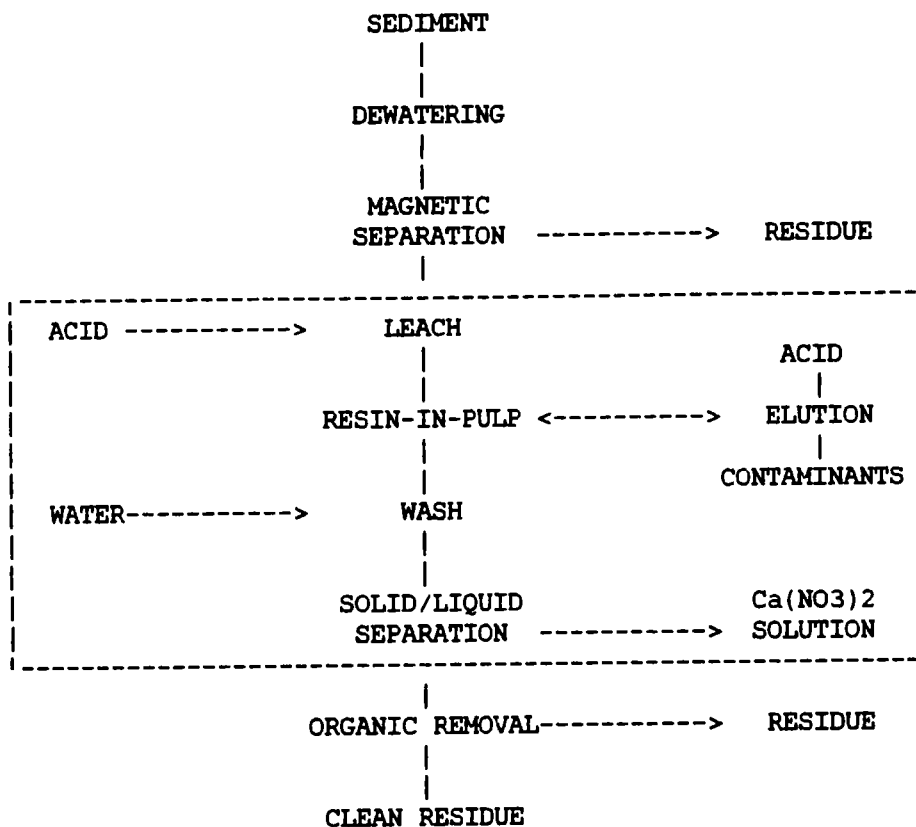 SEDIMENT
DEWATERING
MAGNETIC
SEPARATION -----------> RESIDUE
ACID -----------> LEACH
ACID
RESIN-IN-PULP <-----------> ELUTION
CONTAMINANTS
WATER-----------> WASH
SOLID/LIQUID Ca(NO3)2
SEPARATION -----------> SOLUTION
ORGANIC REMOVAL-----------> RESIDUE
CLEAN RESIDUE